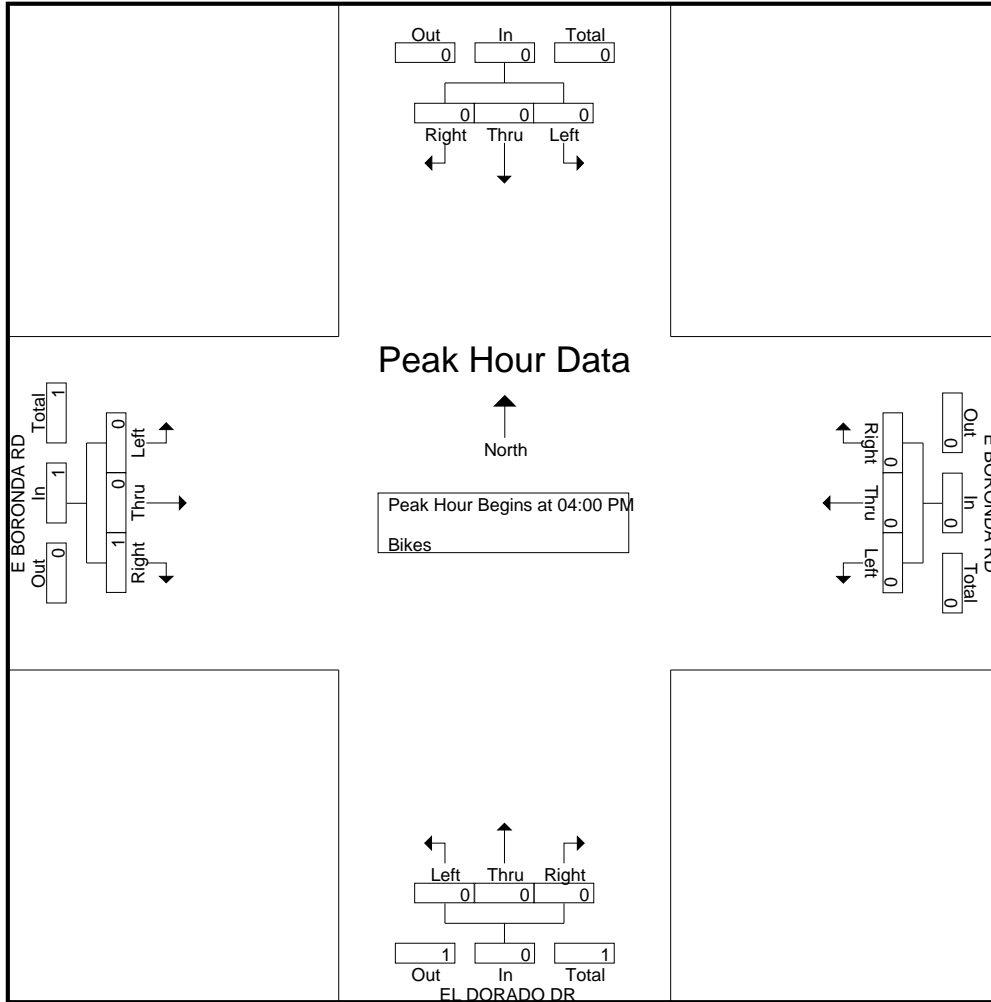 Out In Total
0 0 0
0 0 0
Right Thru Left
Peak Hour Data
North
Peak Hour Begins at 04:00 PM
Bikes
E BORONDA RD
Out In Total
0 1 1
Left Thru Right
0 0 1
E BORONDA RD
Out In Total
0 0 0
Right Thru Left
0 0 0
Left Thru Right
0 0 0
1 0 1
Out In Total
EL DORADO DR